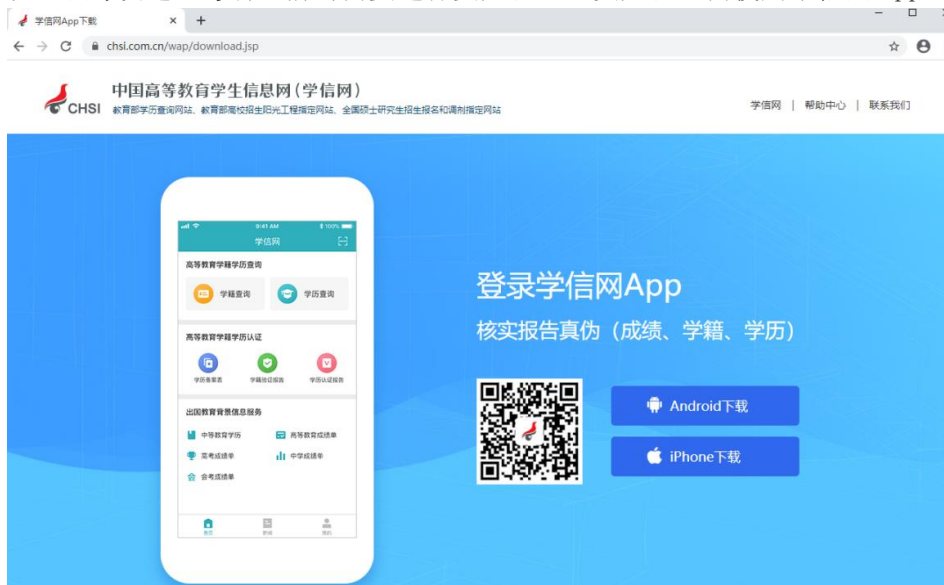 学信网App下载
chsi.com.cn/wap/download.jsp
CHSI
中国高等教育学生信息网(学信网)
教育部学历查询网站、教育部高校招生阳光工程指定网站、全国硕士研究生招生报名和调剂指定网站
学信网 | 帮助中心 | 联系我们
9:41 AM
100%
学信网
高等教育学籍学历查询
学籍查询 学历查询
高等教育学籍学历认证
学历备案表 学籍验证报告 学历认证报告
出国教育背景信息服务
中等教育学历 高等教育成绩单
高考成绩单 中学成绩单
会考成绩单
首页 新闻 我的
登录学信网App
核实报告真伪（成绩、学籍、学历）
Android下载
iPhone下载